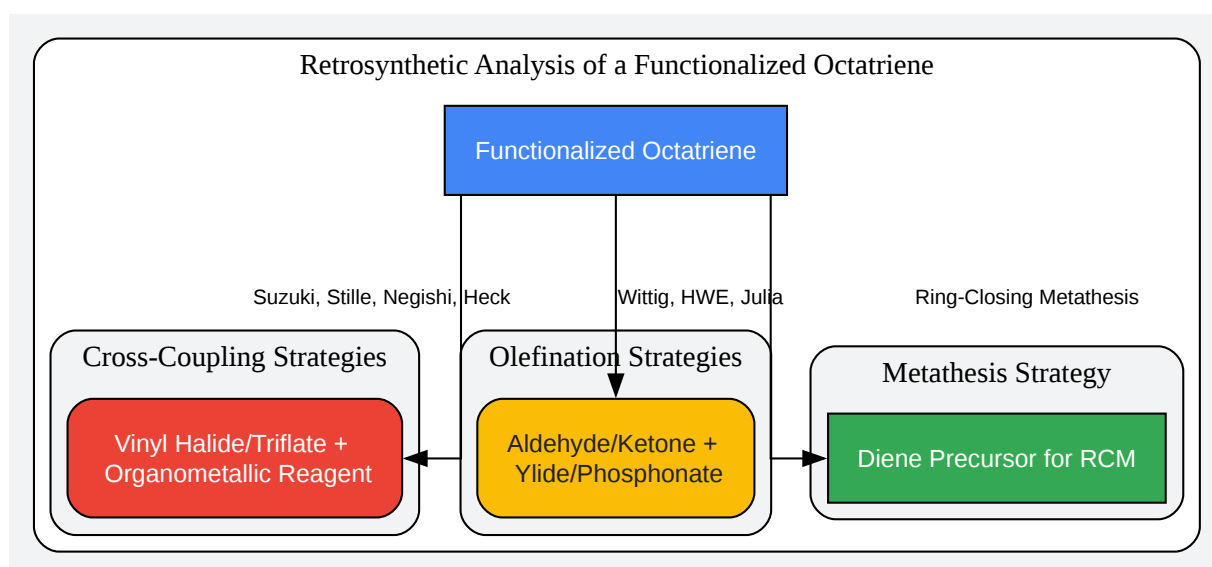 Retrosynthetic Analysis of a Functionalized Octatriene
Functionalized Octatriene
Suzuki, Stille, Negishi, Heck
Wittig, HWE, Julia
Ring-Closing Metathesis
Cross-Coupling Strategies
Vinyl Halide/Triflate +
Organometallic Reagent
Olefination Strategies
Aldehyde/Ketone +
Ylide/Phosphonate
Metathesis Strategy
Diene Precursor for RCM